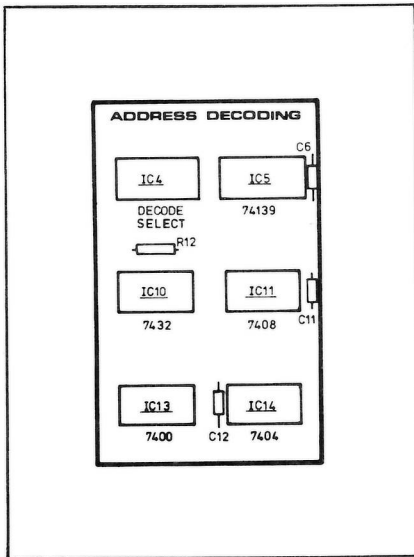 ADDRESS DECODING
C6
IC4
IC5
DECODE
SELECT
74139
R12
IC10
IC11
7432
7408
C11
IC13
IC14
7400
C12
7404